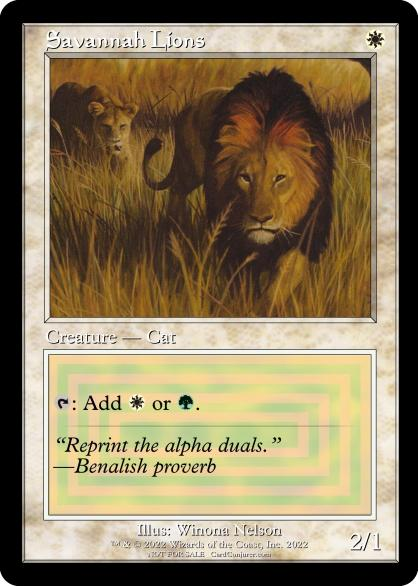 Savannah Lions
Creature — Cat
: Add or .
“Reprint the alpha duals.”
—Benalish proverb
Illus: Winona Nelson
™ & © 2022 Wizards of the Coast, Inc. 2022
NOT FOR SALE CardConjurer.com
2/1